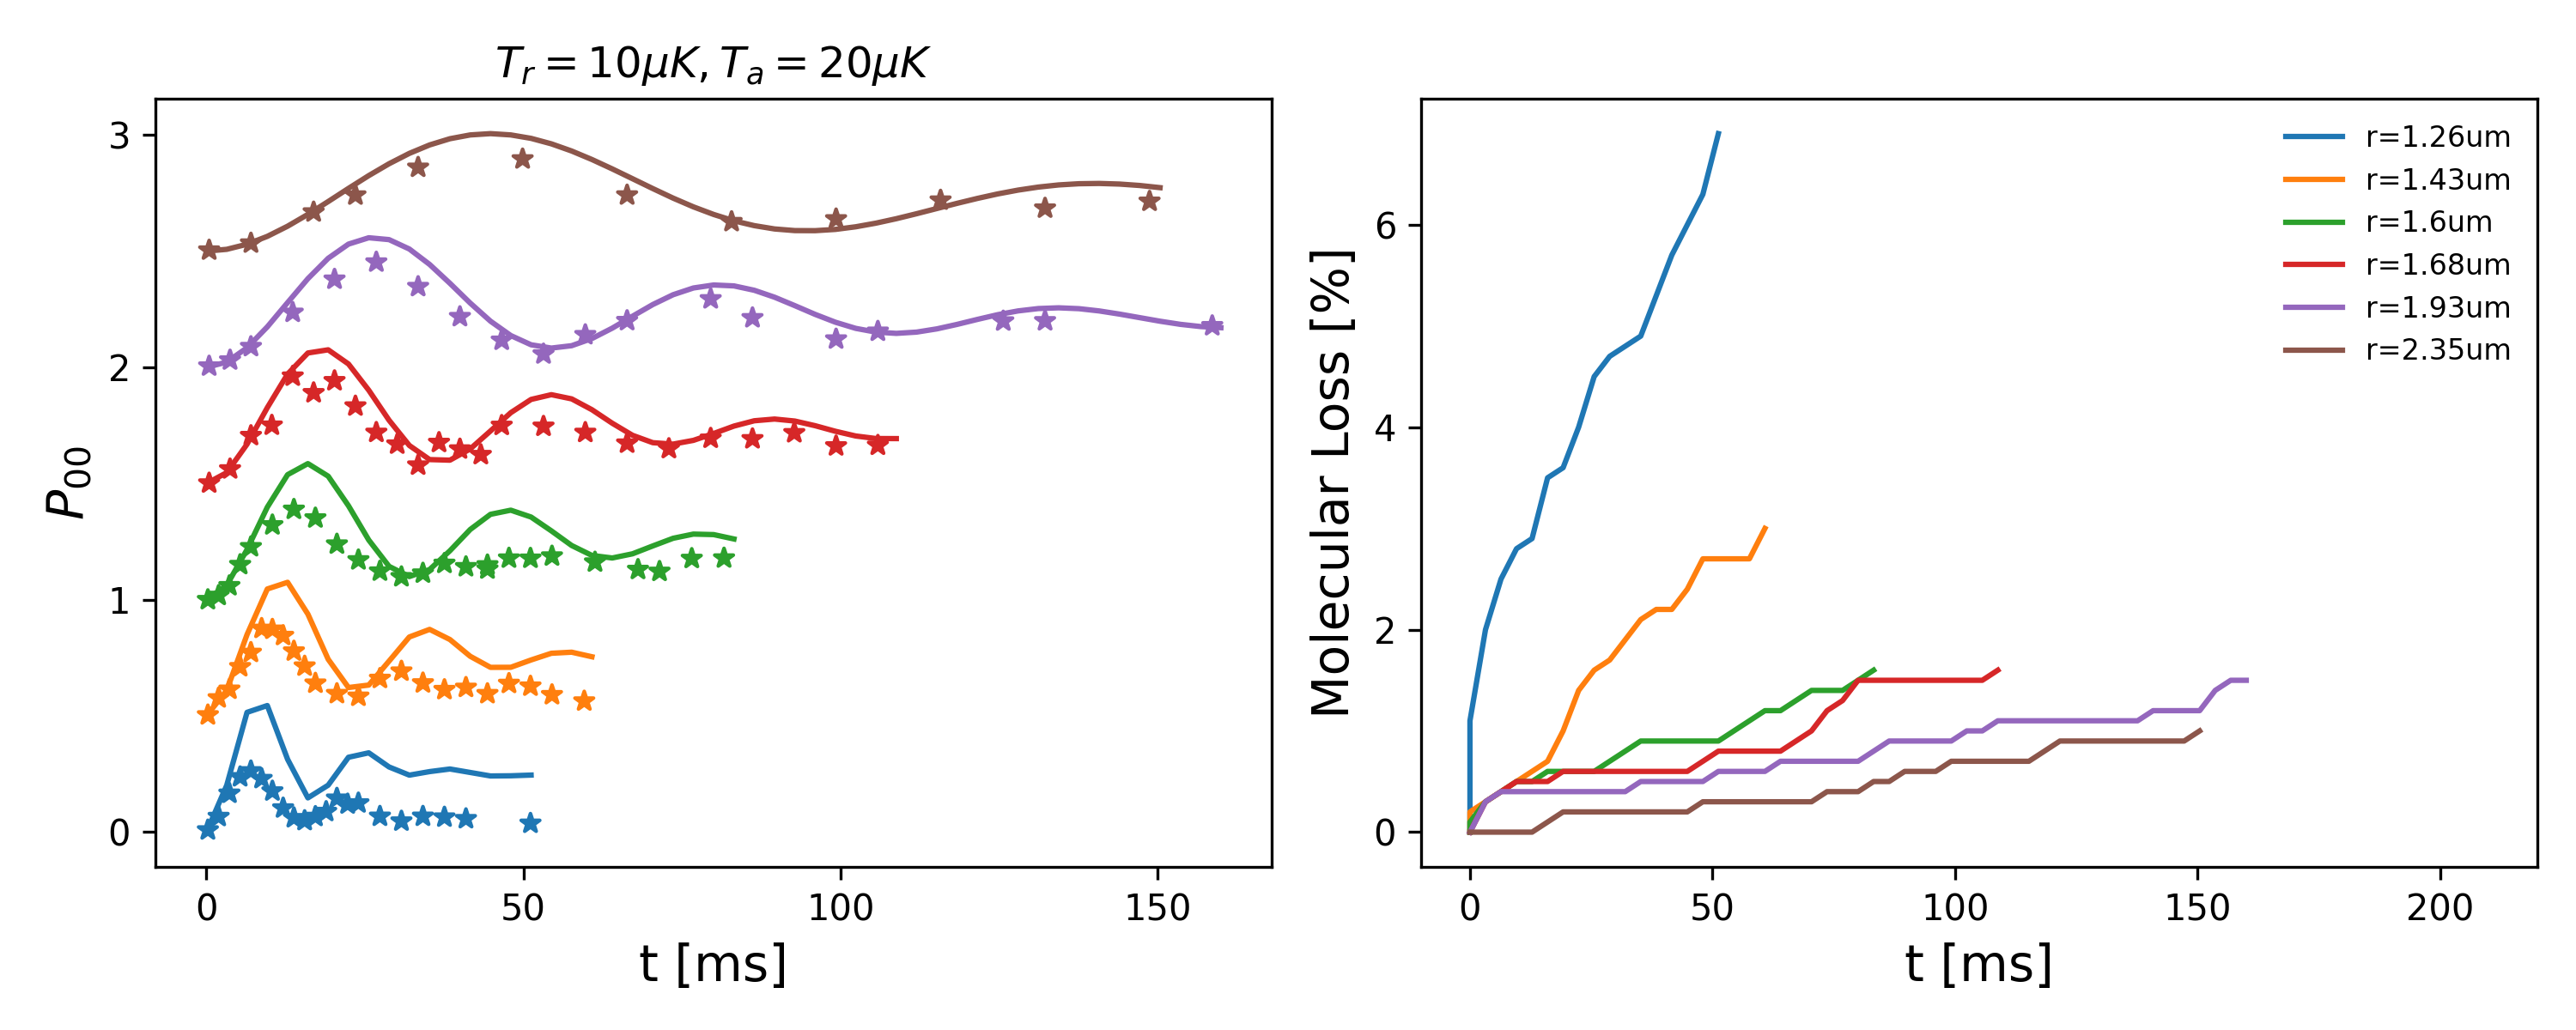 T_r = 10μK, T_a = 20μK
3
2
1
0
P_00
0 50 100 150
t [ms]
6
4
2
0
Molecular Loss [%]
r=1.26um
r=1.43um
r=1.6um
r=1.68um
r=1.93um
r=2.35um
0 50 100 150 200
t [ms]